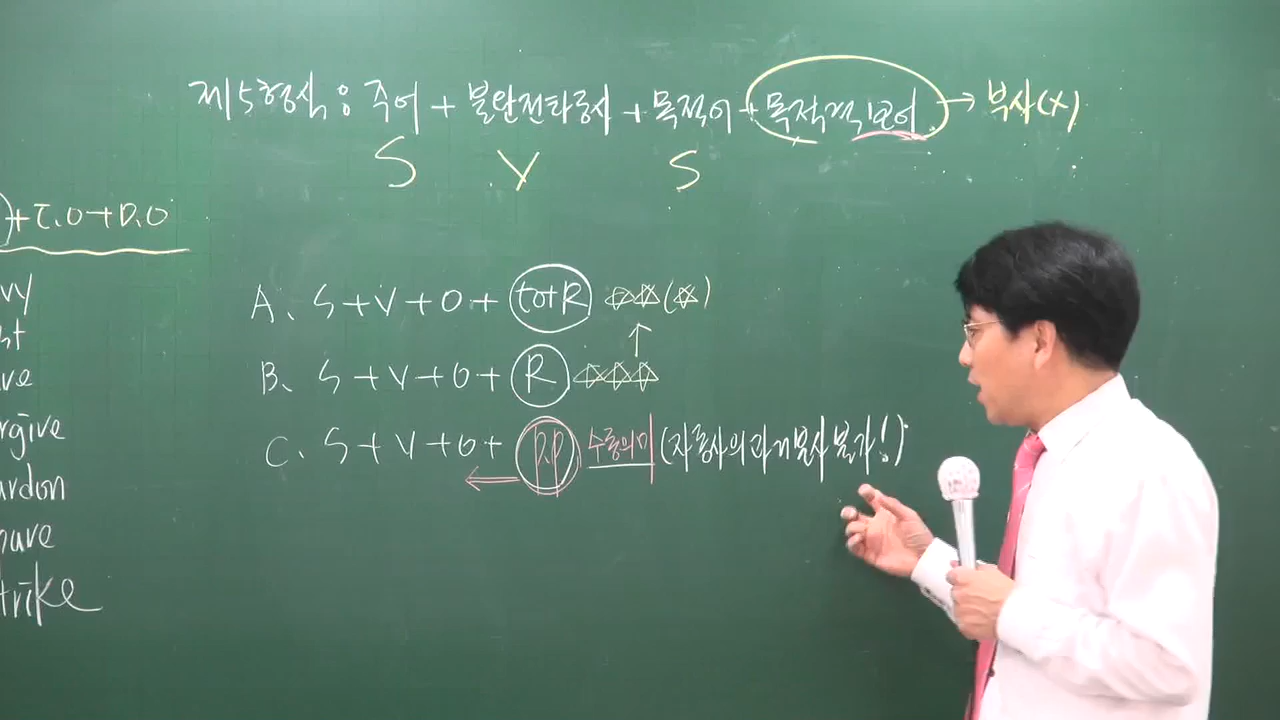 제5형식 : 주어 + 불완전타동사 + 목적어 + 목적격보어 → 부사(x)
S V S
+ I.O + D.O
A. S + V + O + to+R ☆☆(☆)
B. S + V + O + R ☆☆☆
C. S + V + O + p.p 수동의미 (자동사의 과거분사 불가!)
vy
st
ve
rgive
ardon
ave
trike